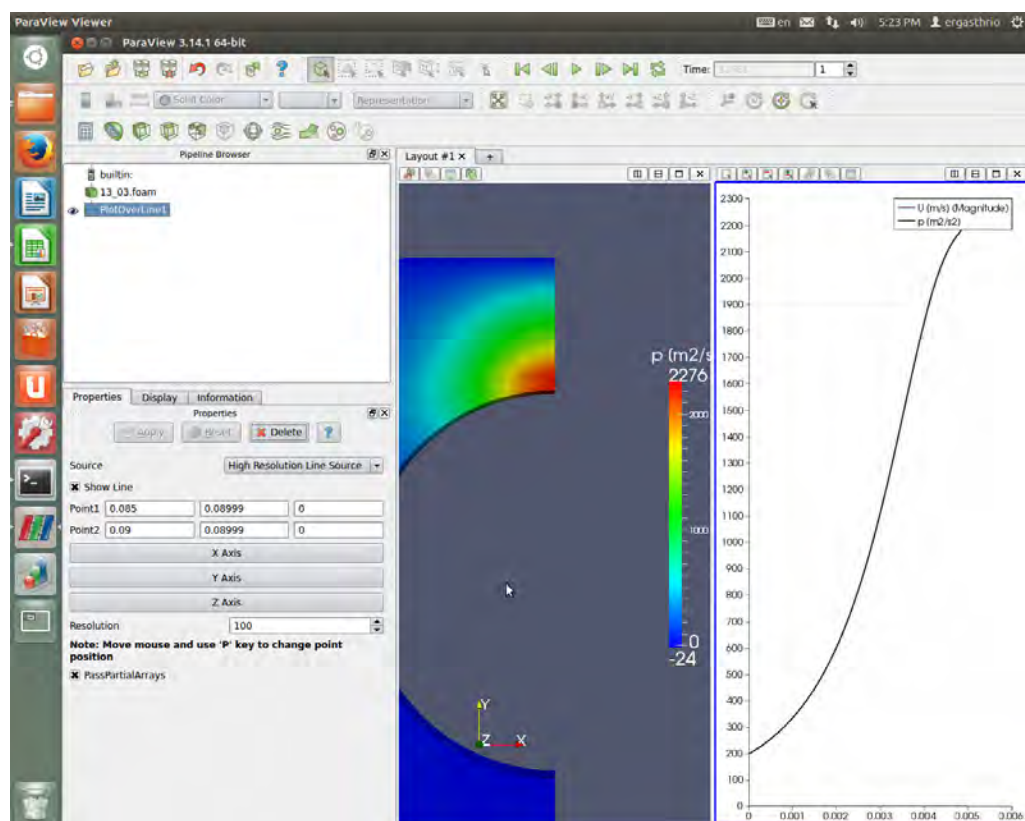 ParaView Viewer
en
5:23 PM
ergasthrio
ParaView 3.14.1 64-bit
Time:
1
Solid Color
Representation
Pipeline Browser
builtin:
13_03.foam
PlotOverLine1
Properties
Display
Information
Properties
Apply
Reset
Delete
?
Source
High Resolution Line Source
Show Line
Point1
0.085
0.08999
0
Point2
0.09
0.08999
0
X Axis
Y Axis
Z Axis
Resolution
100
Note: Move mouse and use 'P' key to change point
position
PassPartialArrays
Layout #1
p (m2/s
2276
2000
1000
0
-24
Y
Z
X
U (m/s) (Magnitude)
p (m2/s2)
2300
2200
2100
2000
1900
1800
1700
1600
1500
1400
1300
1200
1100
1000
900
800
700
600
500
400
300
200
100
0
0
0.001
0.002
0.003
0.004
0.005
0.006